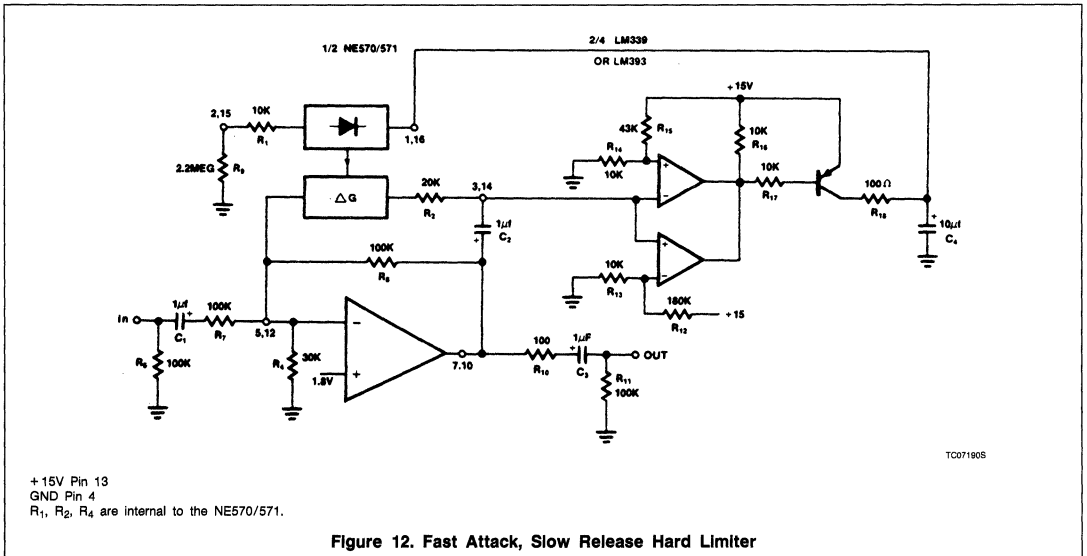 2/4 LM339
OR LM393
1/2 NE570/571
+15V
2,15
10K
R1
1,16
2.2MEG
R9
43K
R15
10K
R16
R14
10K
+
−
10K
R17
100Ω
R18
+
10µf
C4
ΔG
20K
R2
3,14
1µf
+
C2
100K
R8
+
−
10K
R13
180K
R12
+15
In
1µf
+
C1
100K
R7
5,12
R6
100K
R4
30K
−
1.8V
+
7.10
100
R10
1µF
+
C3
OUT
R11
100K
TC07190S
+15V Pin 13
GND Pin 4
R1, R2, R4 are internal to the NE570/571.
Figure 12. Fast Attack, Slow Release Hard Limiter